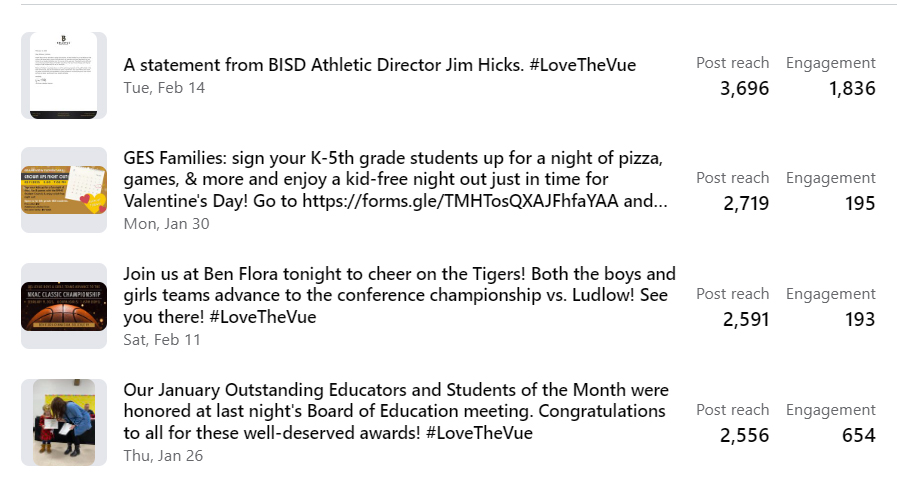 A statement from BISD Athletic Director Jim Hicks. #LoveTheVue
Tue, Feb 14
Post reach
3,696
Engagement
1,836
GES Families: sign your K-5th grade students up for a night of pizza,
games, & more and enjoy a kid-free night out just in time for
Valentine's Day! Go to https://forms.gle/TMHTosQXAJFhfaYAA and...
Mon, Jan 30
Post reach
2,719
Engagement
195
NKAC CLASSIC CHAMPIONSHIP
Join us at Ben Flora tonight to cheer on the Tigers! Both the boys and
girls teams advance to the conference championship vs. Ludlow! See
you there! #LoveTheVue
Sat, Feb 11
Post reach
2,591
Engagement
193
Our January Outstanding Educators and Students of the Month were
honored at last night's Board of Education meeting. Congratulations
to all for these well-deserved awards! #LoveTheVue
Thu, Jan 26
Post reach
2,556
Engagement
654